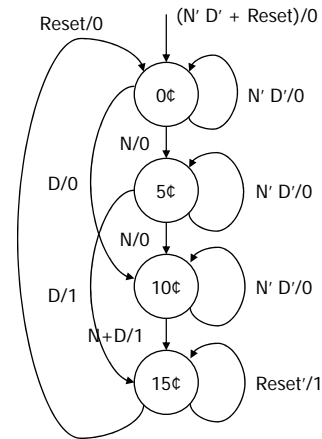 (N' D' + Reset)/0
Reset/0
0¢
N' D'/0
N/0
D/0
5¢
N' D'/0
N/0
10¢
N' D'/0
D/1
N+D/1
15¢
Reset'/1